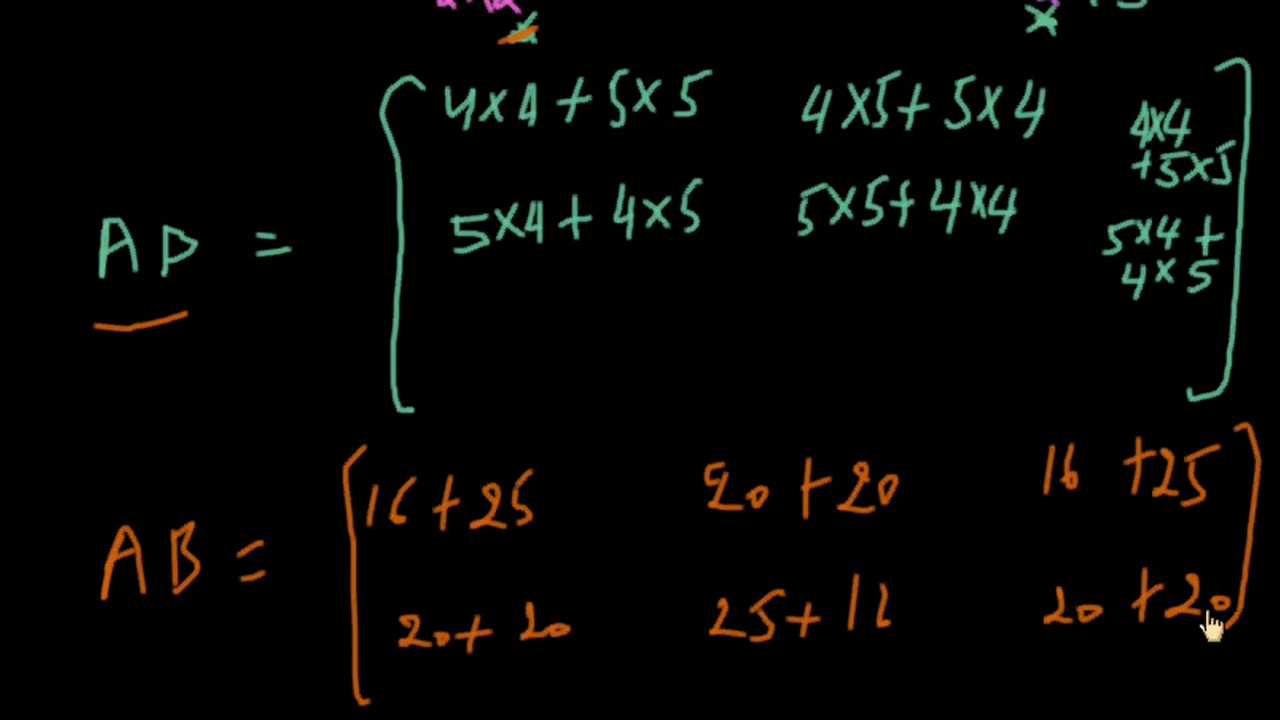 4×4+5×5 4×5+5×4 4×4
+5×5
AD =
5×4+4×5 5×5+4×4 5×4+
4×5
AB =
16+25 20+20 16+25
20+20 25+16 20+20